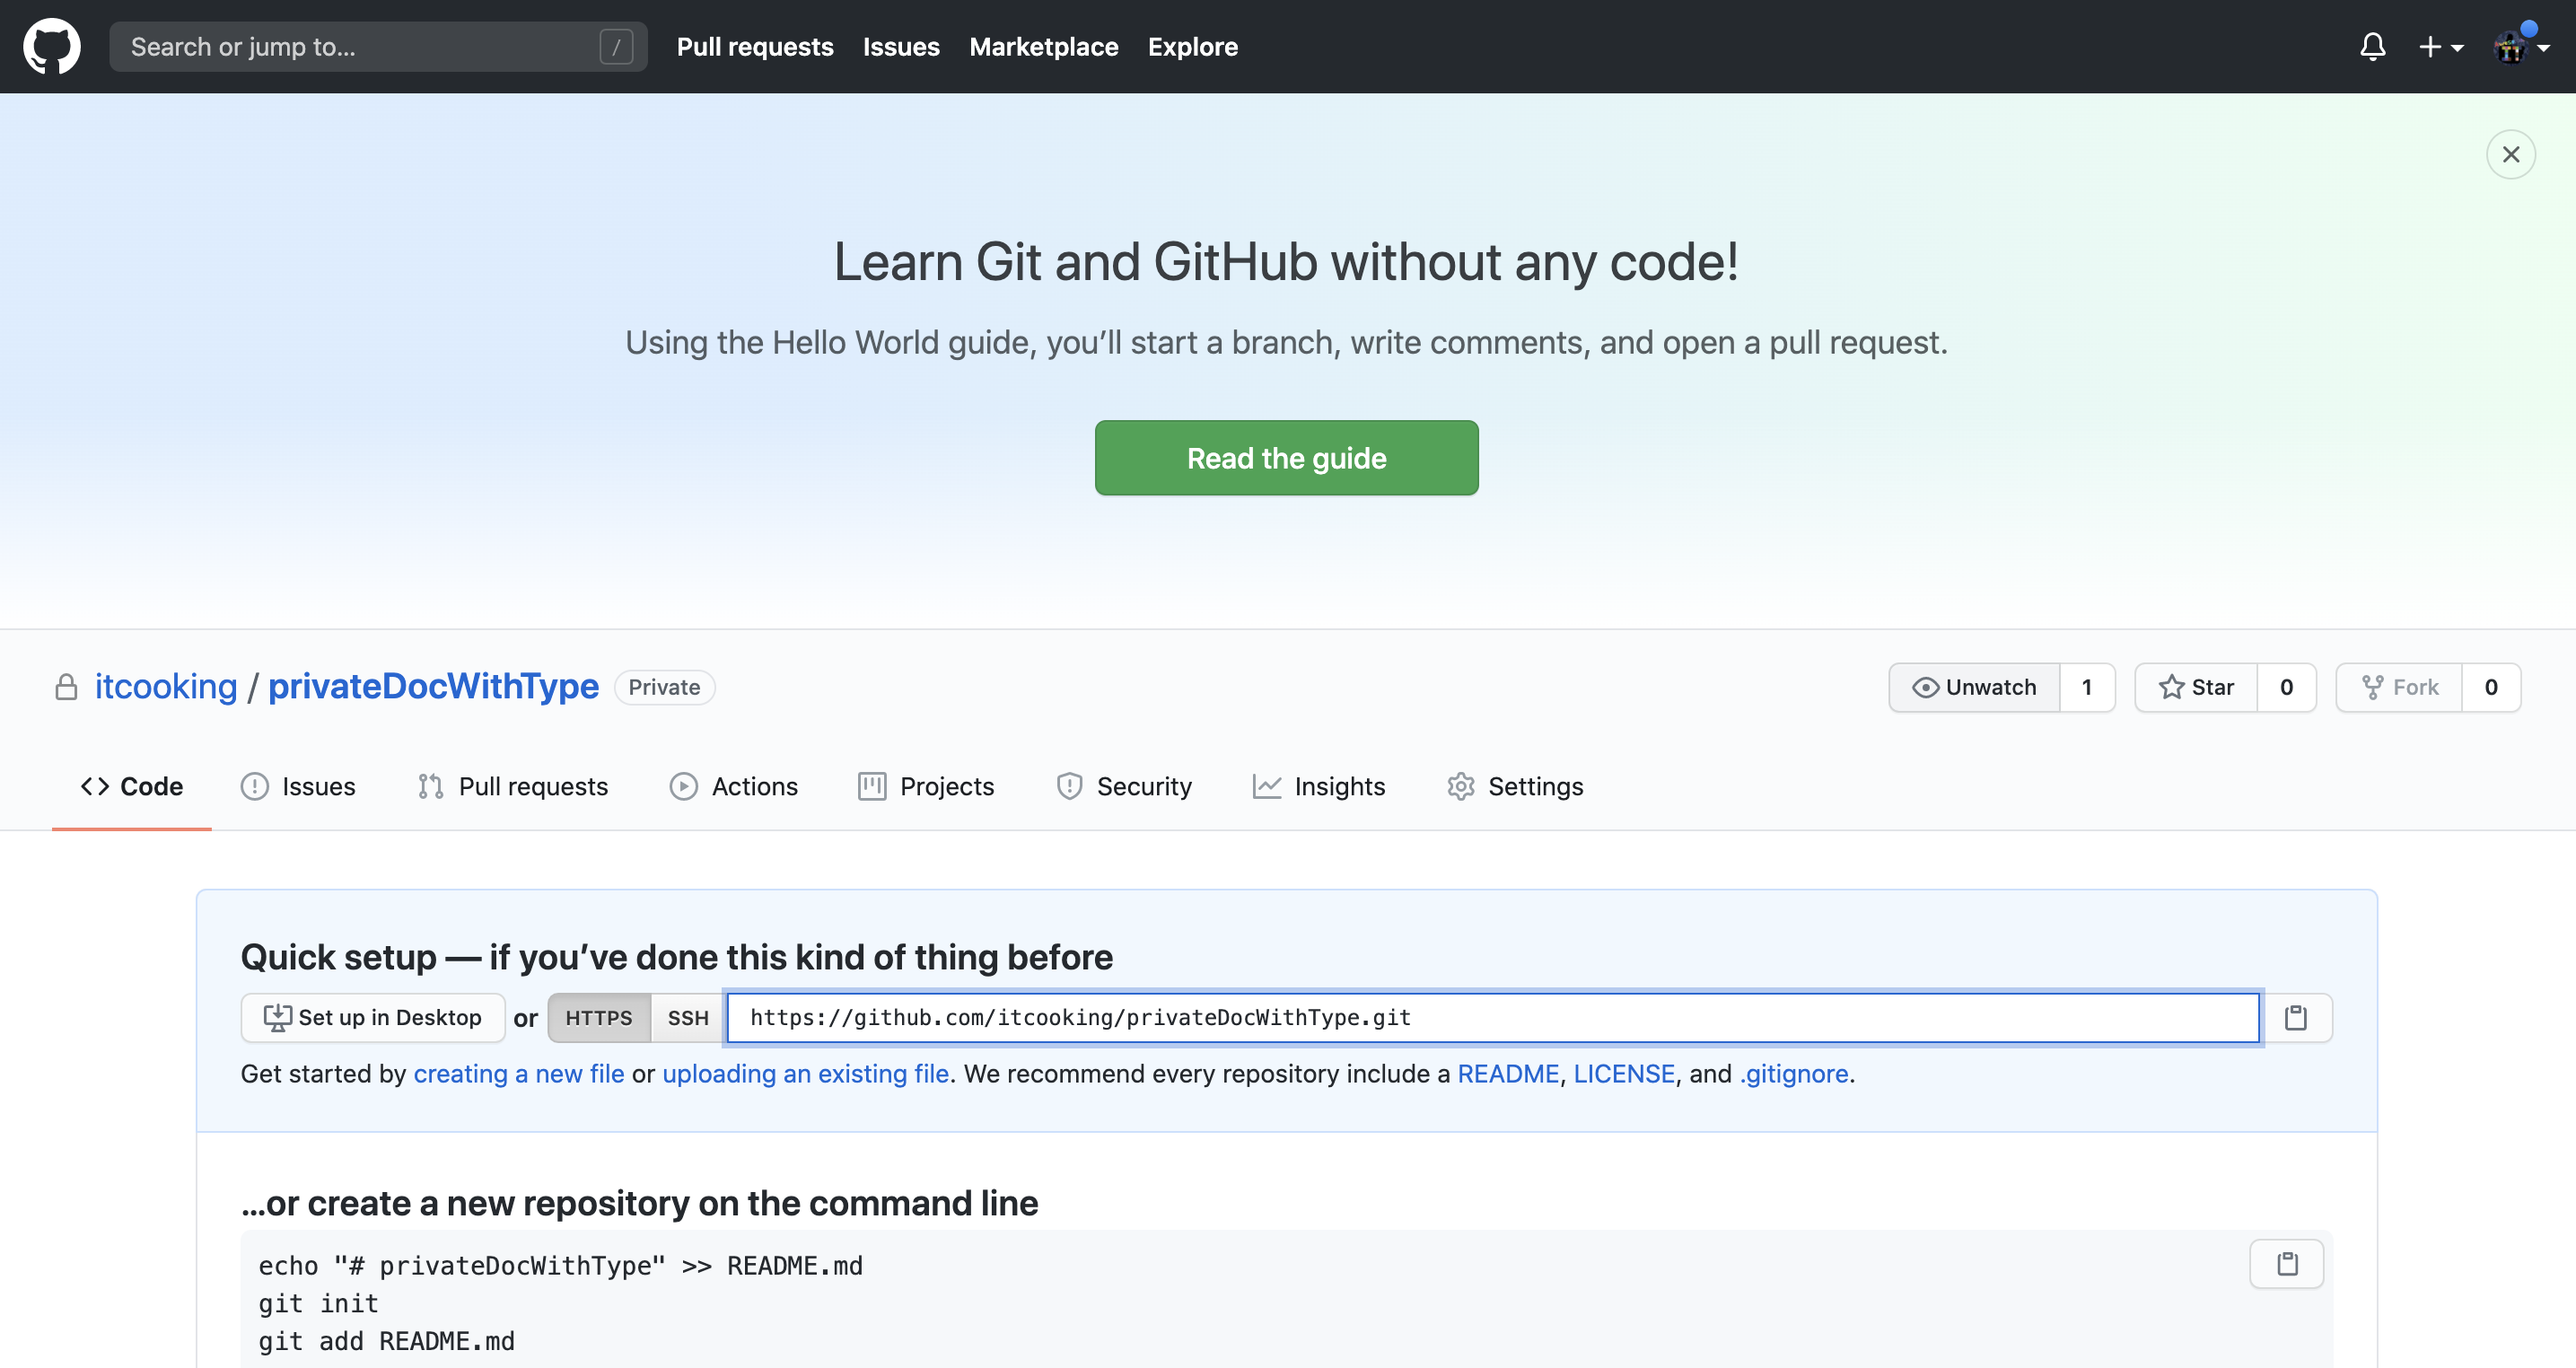 Search or jump to... /
Pull requests Issues Marketplace Explore
Learn Git and GitHub without any code!
Using the Hello World guide, you’ll start a branch, write comments, and open a pull request.
Read the guide
itcooking / privateDocWithType Private
Unwatch 1 Star 0 Fork 0
Code Issues Pull requests Actions Projects Security Insights Settings
Quick setup — if you’ve done this kind of thing before
Set up in Desktop or HTTPS SSH https://github.com/itcooking/privateDocWithType.git
Get started by creating a new file or uploading an existing file. We recommend every repository include a README, LICENSE, and .gitignore.
…or create a new repository on the command line
echo "# privateDocWithType" >> README.md
git init
git add README.md